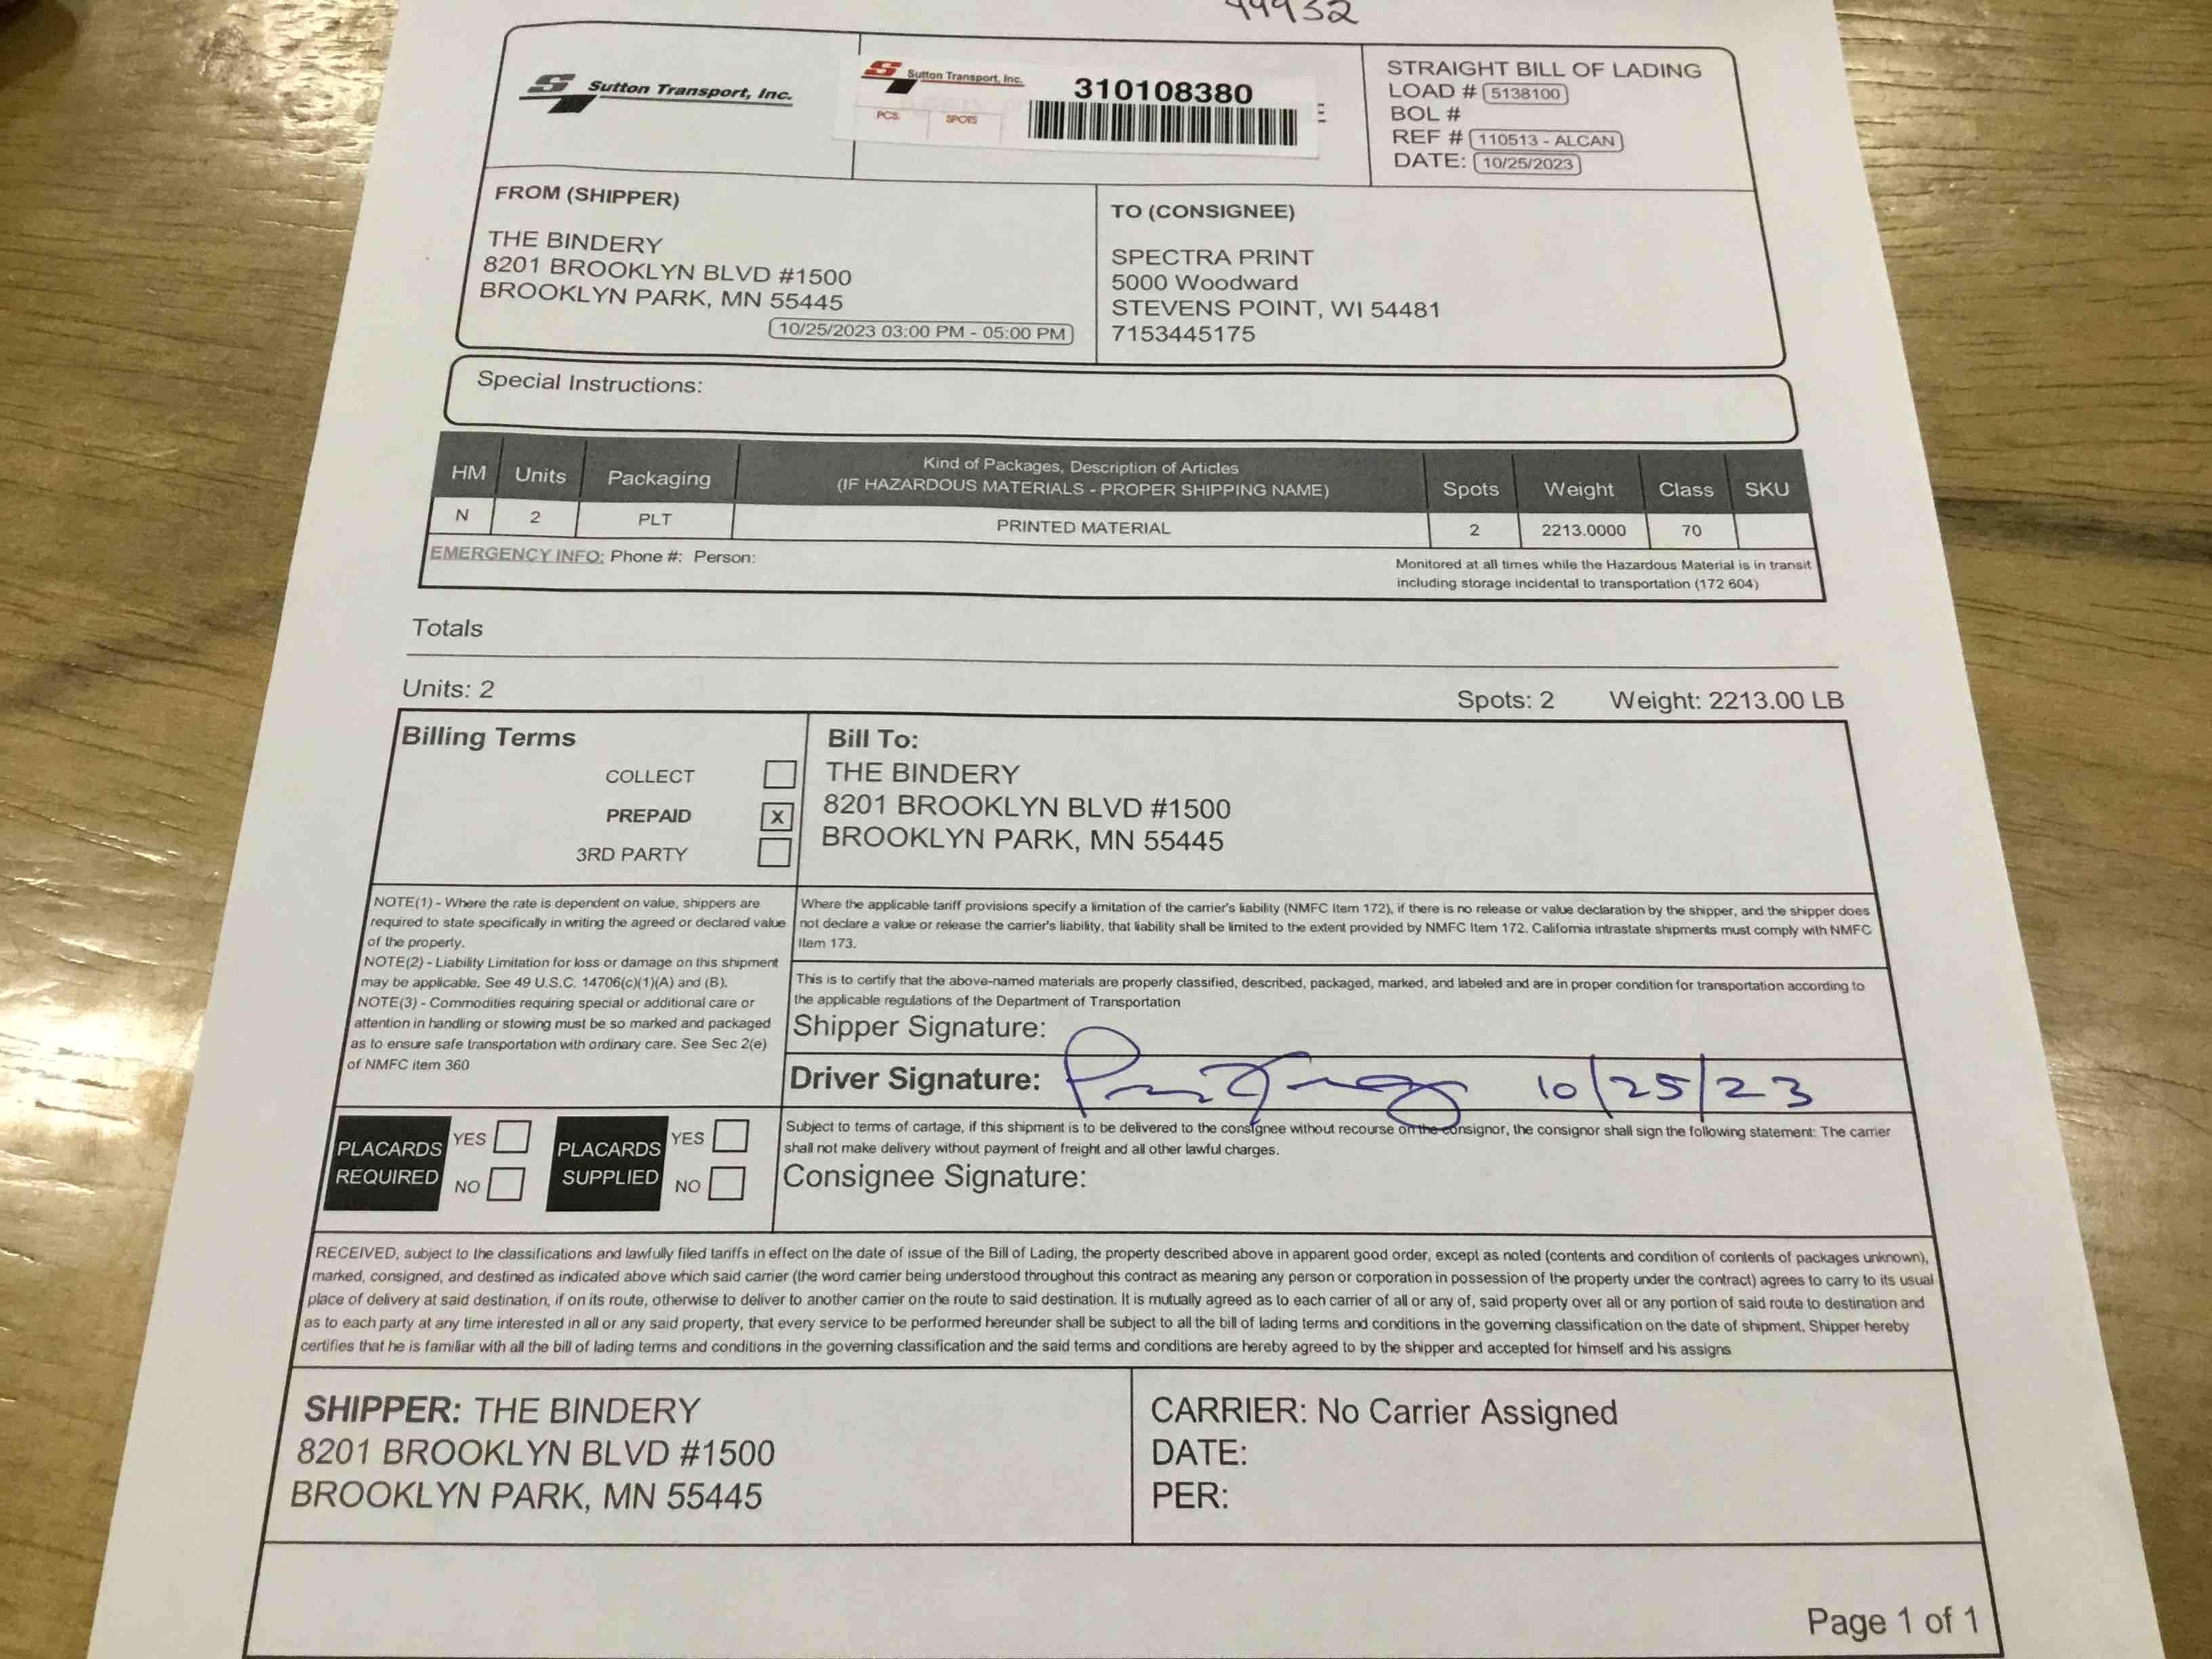 Sutton Transport, Inc.
Sutton Transport, Inc.
310108380
PCS.
SPOTS
STRAIGHT BILL OF LADING
LOAD # 5138100
BOL #
REF # 110513 - ALCAN
DATE: 10/25/2023
FROM (SHIPPER)
THE BINDERY
8201 BROOKLYN BLVD #1500
BROOKLYN PARK, MN 55445
10/25/2023 03:00 PM - 05:00 PM
TO (CONSIGNEE)
SPECTRA PRINT
5000 Woodward
STEVENS POINT, WI 54481
7153445175
Special Instructions:
HM Units Packaging Kind of Packages, Description of Articles Spots Weight Class SKU
(IF HAZARDOUS MATERIALS - PROPER SHIPPING NAME)
N 2 PLT PRINTED MATERIAL 2 2213.0000 70
EMERGENCY INFO: Phone #: Person:
Monitored at all times while the Hazardous Material is in transit
including storage incidental to transportation (172 604)
Totals
Units: 2 Spots: 2 Weight: 2213.00 LB
Billing Terms
COLLECT
PREPAID X
3RD PARTY
Bill To:
THE BINDERY
8201 BROOKLYN BLVD #1500
BROOKLYN PARK, MN 55445
NOTE(1) - Where the rate is dependent on value, shippers are
required to state specifically in writing the agreed or declared value
of the property.
NOTE(2) - Liability Limitation for loss or damage on this shipment
may be applicable. See 49 U.S.C. 14706(c)(1)(A) and (B).
NOTE(3) - Commodities requiring special or additional care or
attention in handling or stowing must be so marked and packaged
as to ensure safe transportation with ordinary care. See Sec 2(e)
of NMFC item 360
Where the applicable tariff provisions specify a limitation of the carrier's liability (NMFC Item 172), if there is no release or value declaration by the shipper, and the shipper does
not declare a value or release the carrier's liability, that liability shall be limited to the extent provided by NMFC Item 172. California intrastate shipments must comply with NMFC
Item 173.
This is to certify that the above-named materials are properly classified, described, packaged, marked, and labeled and are in proper condition for transportation according to
the applicable regulations of the Department of Transportation
Shipper Signature:
Driver Signature: 10/25/23
PLACARDS REQUIRED YES NO
PLACARDS SUPPLIED YES NO
Subject to terms of cartage, if this shipment is to be delivered to the consignee without recourse on the consignor, the consignor shall sign the following statement: The carrier
shall not make delivery without payment of freight and all other lawful charges.
Consignee Signature:
RECEIVED, subject to the classifications and lawfully filed tariffs in effect on the date of issue of the Bill of Lading, the property described above in apparent good order, except as noted (contents and condition of contents of packages unknown),
marked, consigned, and destined as indicated above which said carrier (the word carrier being understood throughout this contract as meaning any person or corporation in possession of the property under the contract) agrees to carry to its usual
place of delivery at said destination, if on its route, otherwise to deliver to another carrier on the route to said destination. It is mutually agreed as to each carrier of all or any of, said property over all or any portion of said route to destination and
as to each party at any time interested in all or any said property, that every service to be performed hereunder shall be subject to all the bill of lading terms and conditions in the governing classification on the date of shipment. Shipper hereby
certifies that he is familiar with all the bill of lading terms and conditions in the governing classification and the said terms and conditions are hereby agreed to by the shipper and accepted for himself and his assigns
SHIPPER: THE BINDERY
8201 BROOKLYN BLVD #1500
BROOKLYN PARK, MN 55445
CARRIER: No Carrier Assigned
DATE:
PER:
Page 1 of 1